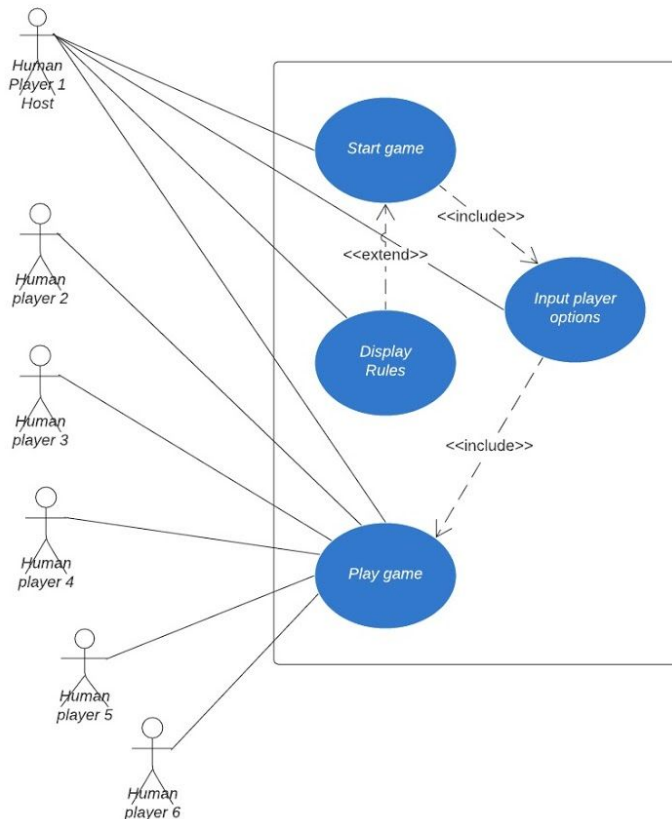 Human
Player 1
Host
Start game
<<include>>
Human
player 2
<<extend>>
Input player
options
Display
Rules
Human
player 3
<<include>>
Human
player 4
Play game
Human
player 5
Human
player 6